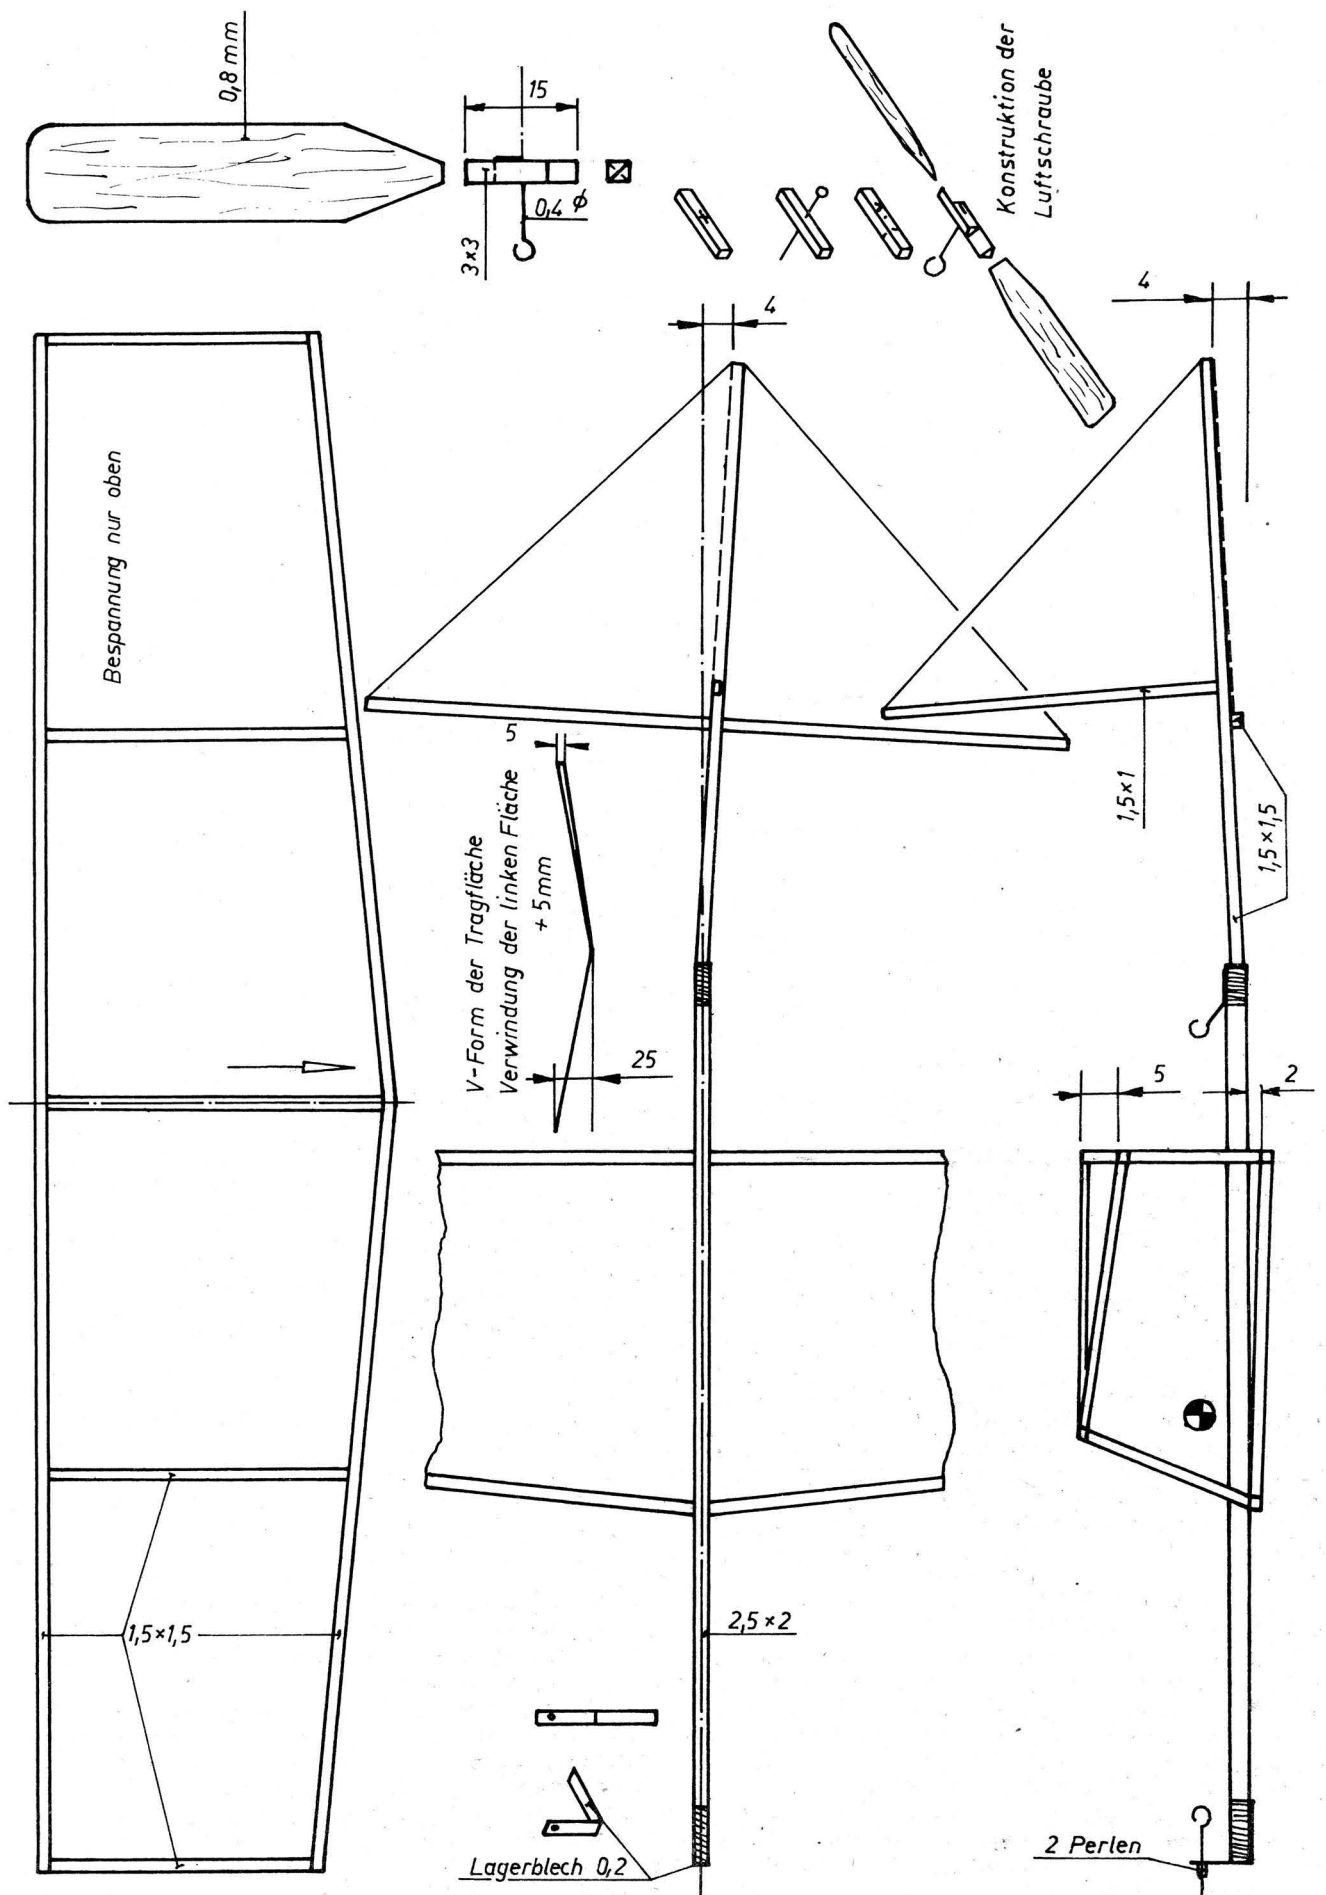 0,8 mm
15
0,4 ϕ
3×3
Konstruktion der
Luftschraube
4
4
Bespannung nur oben
5
V-Form der Tragfläche
Verwindung der linken Fläche
+ 5mm
25
1,5×1
1,5×1,5
5
2
1,5×1,5
2,5×2
Lagerblech 0,2
2 Perlen